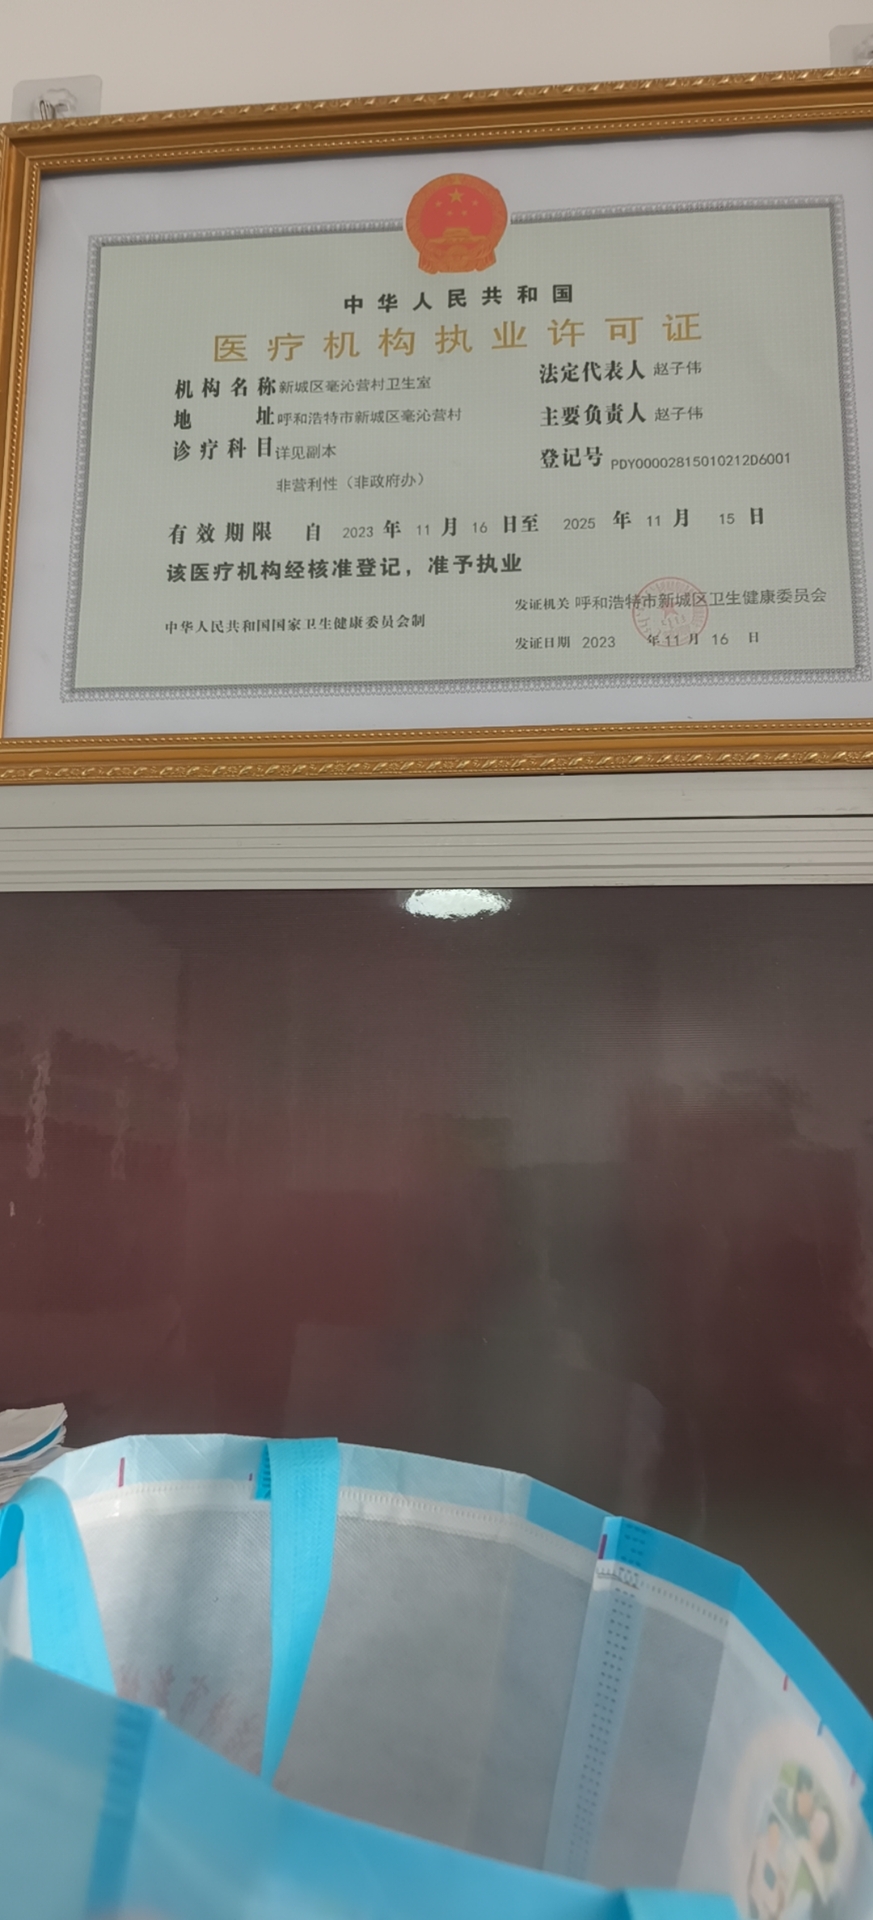 中华人民共和国
医疗机构执业许可证
机构名称 新城区毫沁营村卫生室
地址 呼和浩特市新城区毫沁营村
诊疗科目 详见副本
非营利性（非政府办）
法定代表人 赵子伟
主要负责人 赵子伟
登记号 PDY00002815010212D6001
有效期限 自 2023 年 11 月 16 日至 2025 年 11 月 15 日
该医疗机构经核准登记，准予执业
中华人民共和国国家卫生健康委员会制
发证机关 呼和浩特市新城区卫生健康委员会
发证日期 2023 年 11 月 16 日